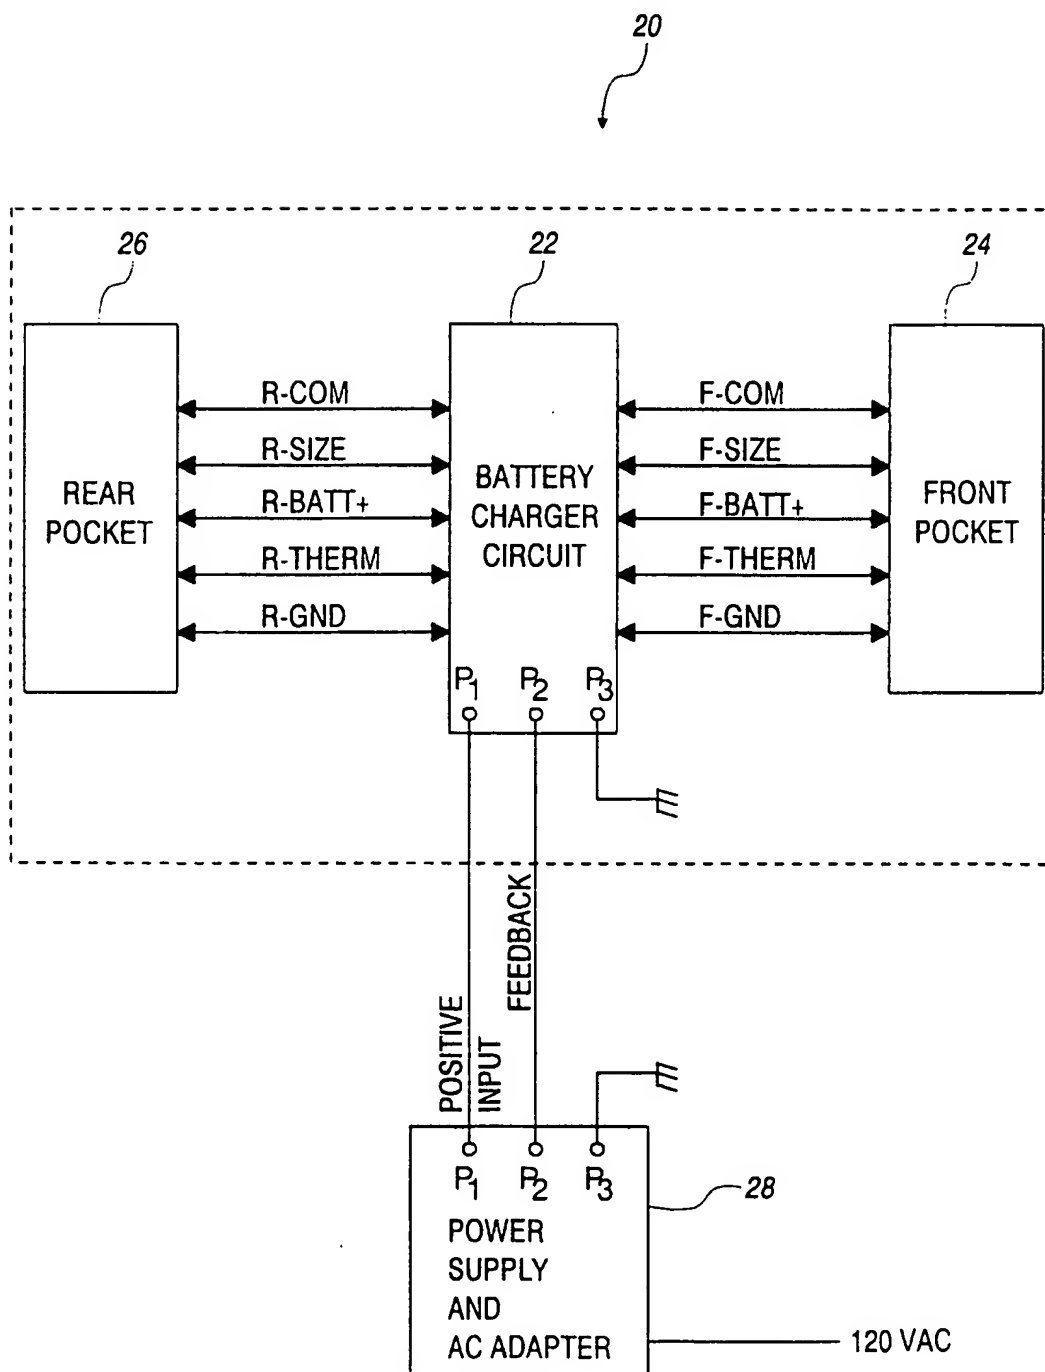 20
26
22
24
R-COM
R-SIZE
R-BATT+
R-THERM
R-GND
F-COM
F-SIZE
F-BATT+
F-THERM
F-GND
REAR
POCKET
BATTERY
CHARGER
CIRCUIT
FRONT
POCKET
P1 P2 P3
POSITIVE
INPUT
FEEDBACK
P1 P2 P3
28
POWER
SUPPLY
AND
AC ADAPTER
120 VAC